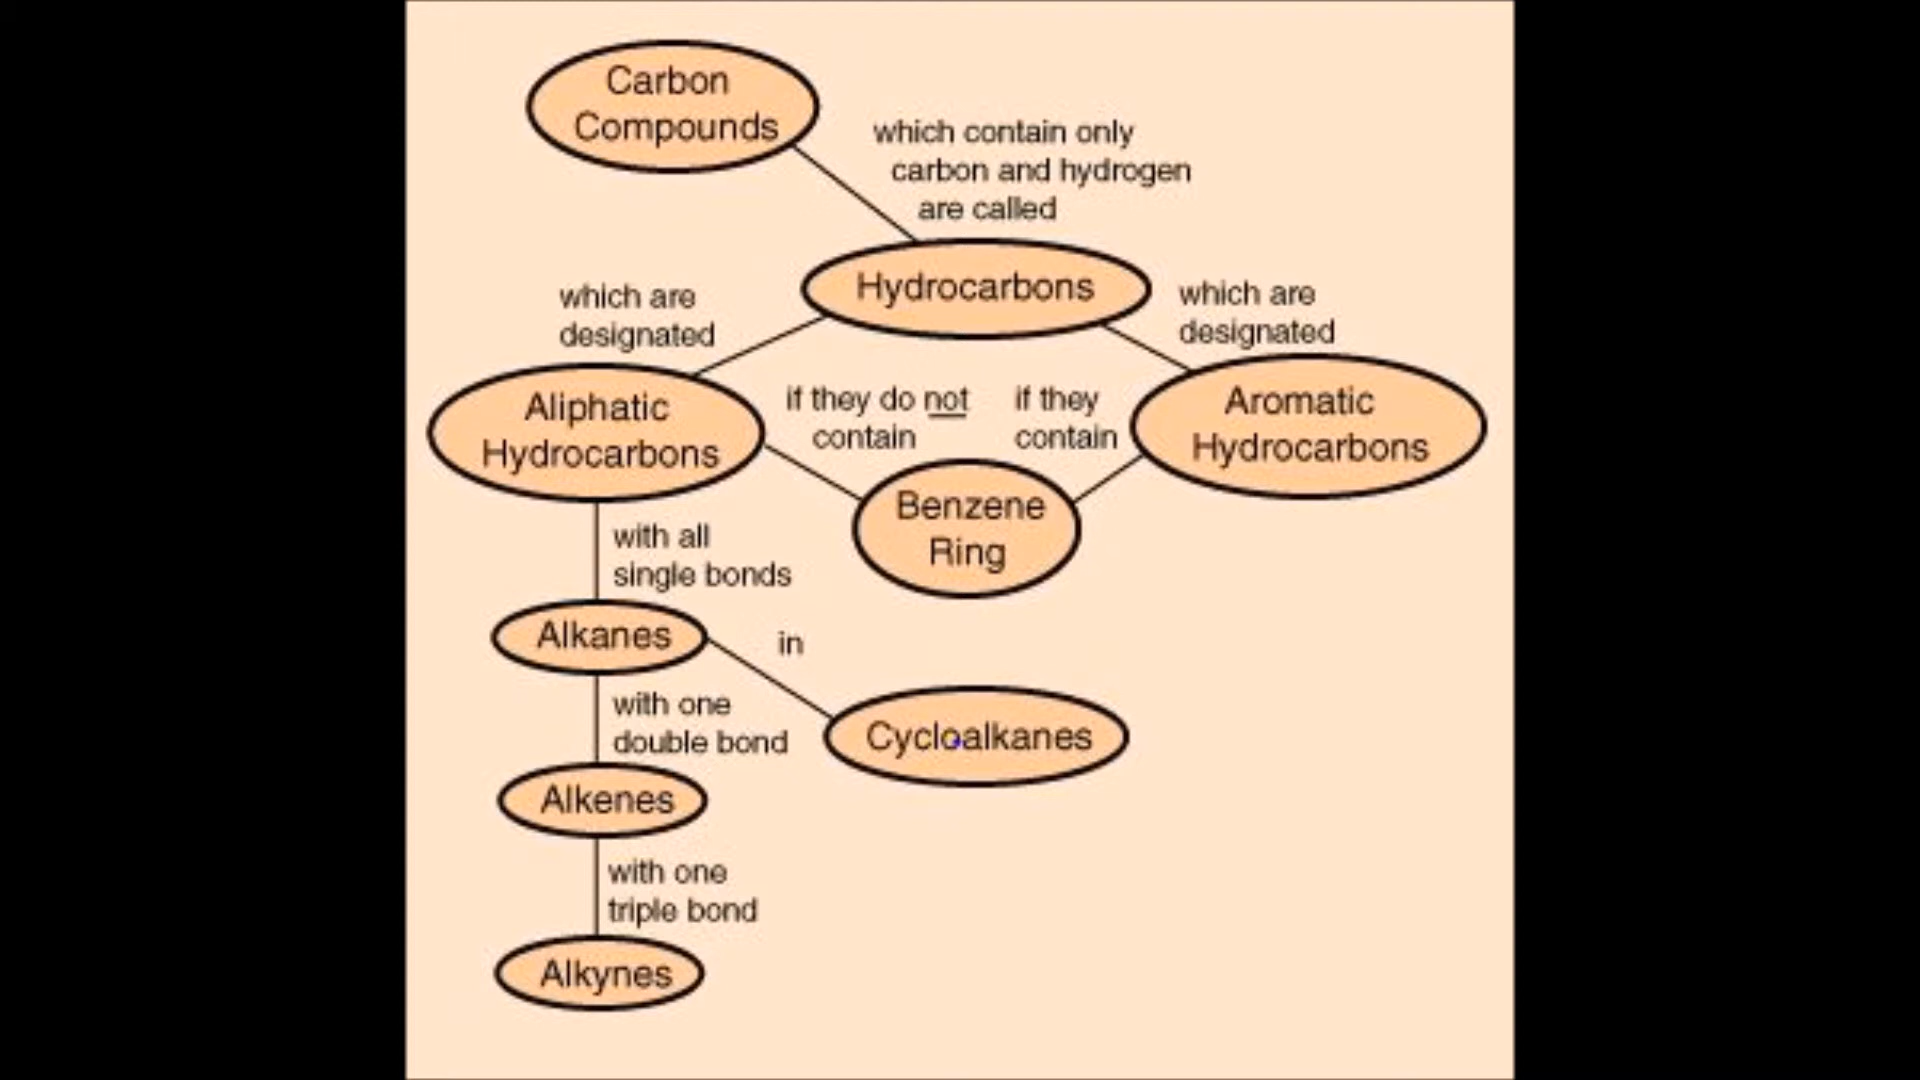 Carbon
Compounds
which contain only
carbon and hydrogen
are called
Hydrocarbons
which are
designated
which are
designated
Aliphatic
Hydrocarbons
if they do not
contain
if they
contain
Aromatic
Hydrocarbons
Benzene
Ring
with all
single bonds
Alkanes
in
with one
double bond
Cycloalkanes
Alkenes
with one
triple bond
Alkynes